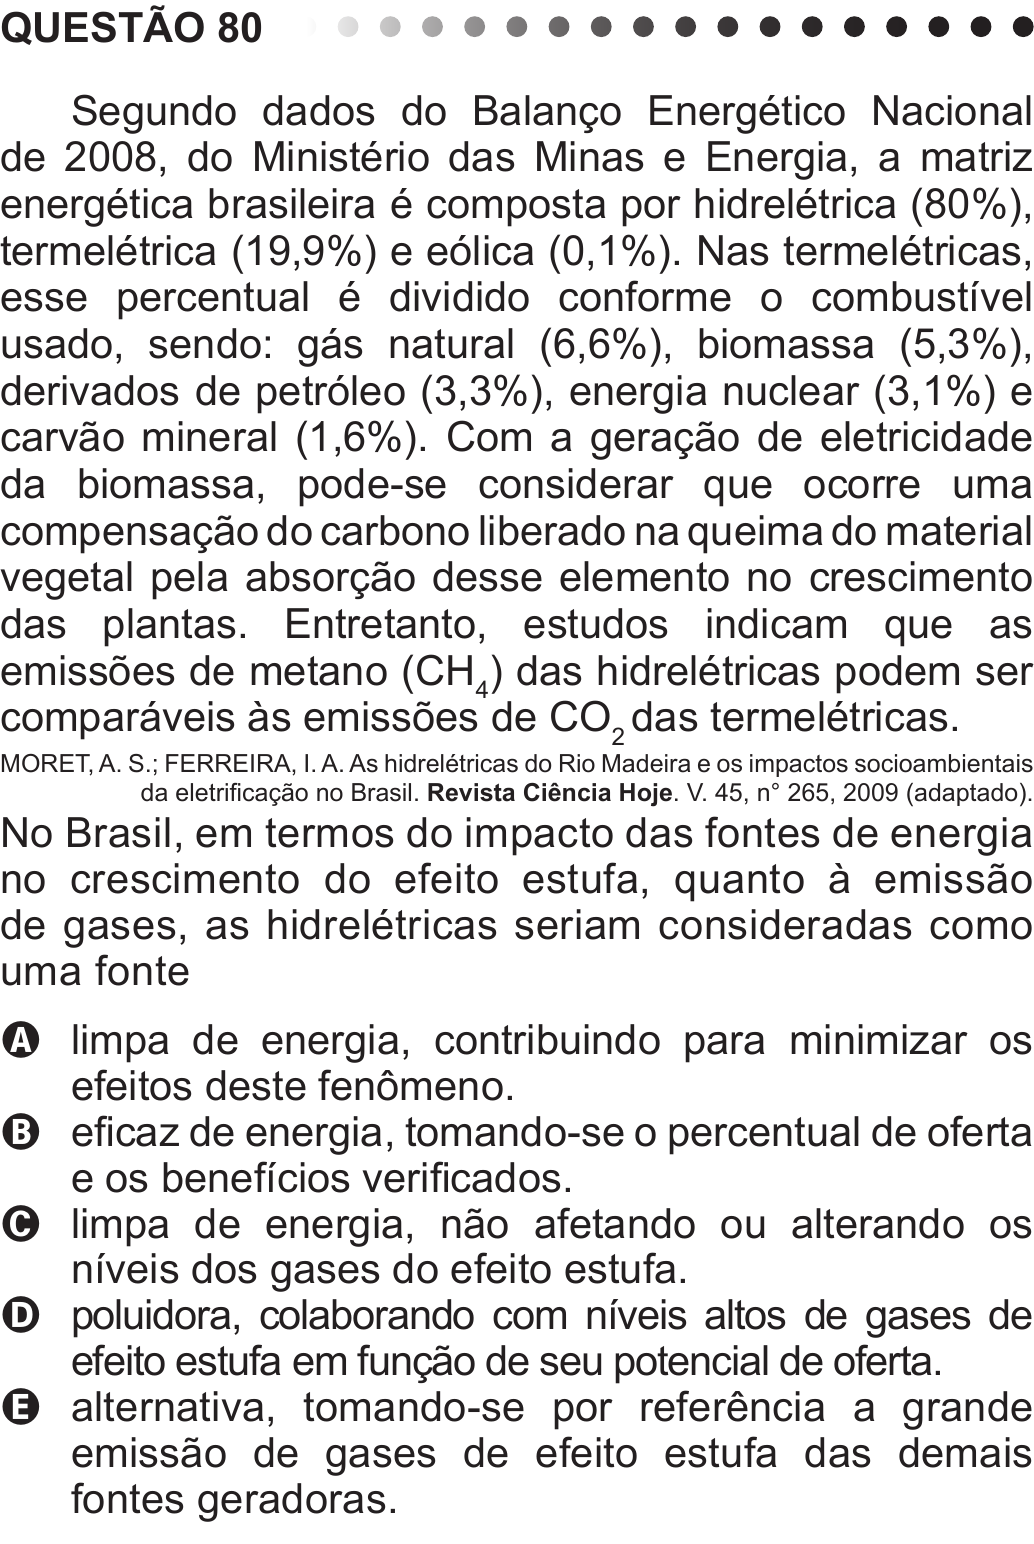 QUESTÃO 80
Segundo dados do Balanço Energético Nacional
de 2008, do Ministério das Minas e Energia, a matriz
energética brasileira é composta por hidrelétrica (80%),
termelétrica (19,9%) e eólica (0,1%). Nas termelétricas,
esse percentual é dividido conforme o combustível
usado, sendo: gás natural (6,6%), biomassa (5,3%),
derivados de petróleo (3,3%), energia nuclear (3,1%) e
carvão mineral (1,6%). Com a geração de eletricidade
da biomassa, pode-se considerar que ocorre uma
compensação do carbono liberado na queima do material
vegetal pela absorção desse elemento no crescimento
das plantas. Entretanto, estudos indicam que as
emissões de metano (CH₄) das hidrelétricas podem ser
comparáveis às emissões de CO₂ das termelétricas.
MORET, A. S.; FERREIRA, I. A. As hidrelétricas do Rio Madeira e os impactos socioambientais
da eletrificação no Brasil. Revista Ciência Hoje. V. 45, n° 265, 2009 (adaptado).
No Brasil, em termos do impacto das fontes de energia
no crescimento do efeito estufa, quanto à emissão
de gases, as hidrelétricas seriam consideradas como
uma fonte
A limpa de energia, contribuindo para minimizar os
efeitos deste fenômeno.
B eficaz de energia, tomando-se o percentual de oferta
e os benefícios verificados.
C limpa de energia, não afetando ou alterando os
níveis dos gases do efeito estufa.
D poluidora, colaborando com níveis altos de gases de
efeito estufa em função de seu potencial de oferta.
E alternativa, tomando-se por referência a grande
emissão de gases de efeito estufa das demais
fontes geradoras.